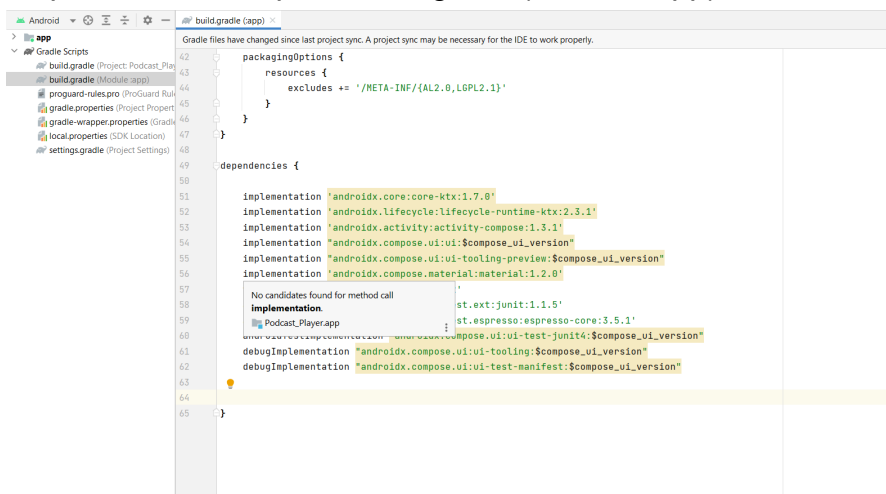 Android
build.gradle (:app)
app
Gradle Scripts
build.gradle (Project: Podcast_Play
build.gradle (Module :app)
proguard-rules.pro (ProGuard Rul
gradle.properties (Project Propert
gradle-wrapper.properties (Gradl
local.properties (SDK Location)
settings.gradle (Project Settings)
Gradle files have changed since last project sync. A project sync may be necessary for the IDE to work properly.
42 packagingOptions {
43 resources {
44 excludes += '/META-INF/{AL2.0,LGPL2.1}'
45 }
46 }
47 }
48
49 dependencies {
50
51 implementation 'androidx.core:core-ktx:1.7.0'
52 implementation 'androidx.lifecycle:lifecycle-runtime-ktx:2.3.1'
53 implementation 'androidx.activity:activity-compose:1.3.1'
54 implementation "androidx.compose.ui:ui:$compose_ui_version"
55 implementation "androidx.compose.ui:ui-tooling-preview:$compose_ui_version"
56 implementation 'androidx.compose.material:material:1.2.0'
57 '
58 st.ext:junit:1.1.5'
59 st.espresso:espresso-core:3.5.1'
60 androidTestImplementation "androidx.compose.ui:ui-test-junit4:$compose_ui_version"
61 debugImplementation "androidx.compose.ui:ui-tooling:$compose_ui_version"
62 debugImplementation "androidx.compose.ui:ui-test-manifest:$compose_ui_version"
63
64
65 }
No candidates found for method call
implementation.
Podcast_Player.app